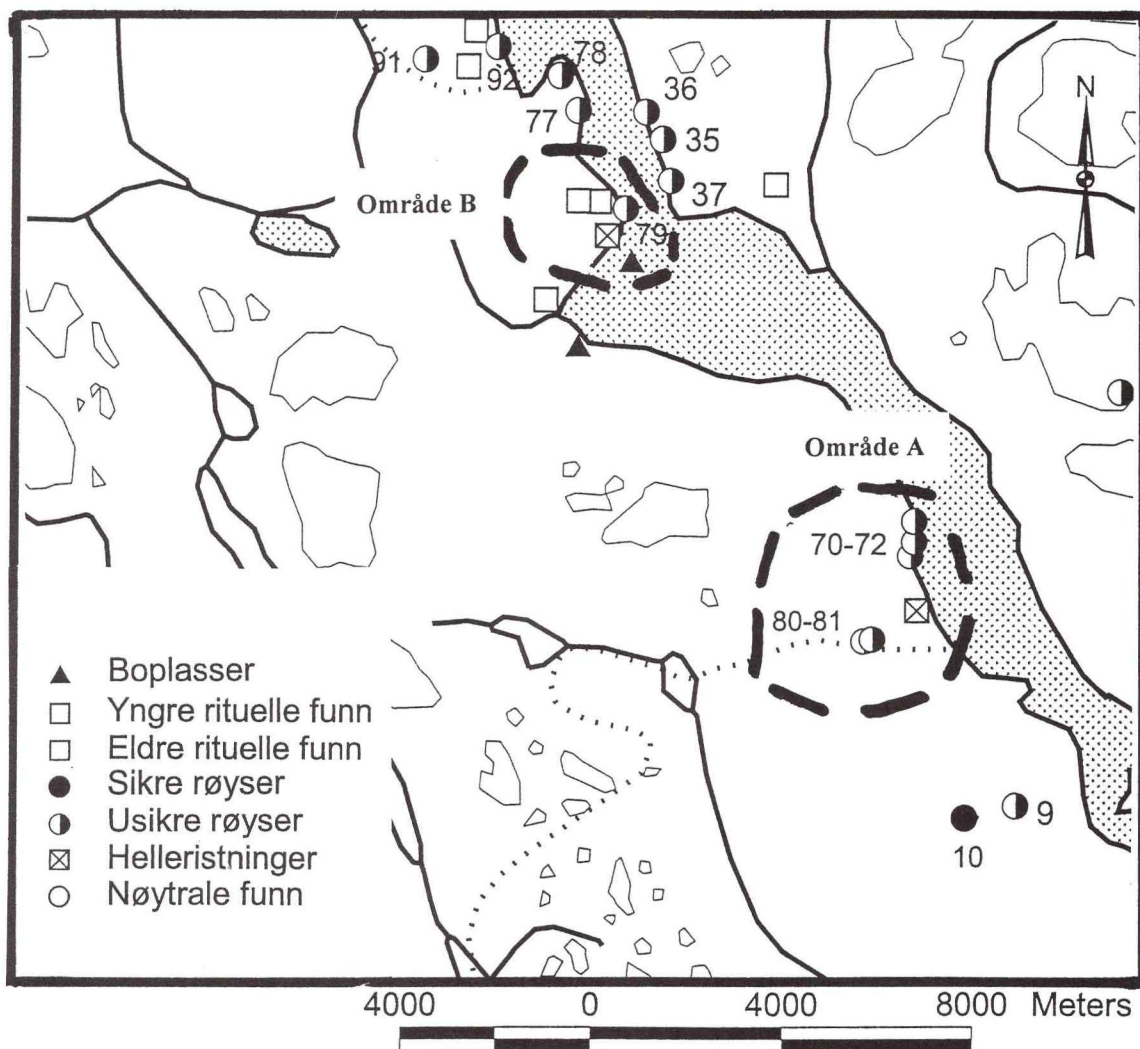 91
92
78
77
36
35
37
N
Område B
79
Område A
70-72
80-81
9
10
Boplasser
Yngre rituelle funn
Eldre rituelle funn
Sikre røyser
Usikre røyser
Helleristninger
Nøytrale funn
4000 0 4000 8000 Meters